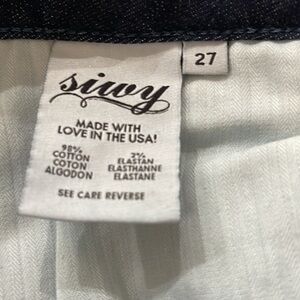 siwy
27
MADE WITH
LOVE IN THE USA!
98% 2%
COTTON ELASTAN
COTON ELASTHANNE
ALGODON ELASTANE
SEE CARE REVERSE